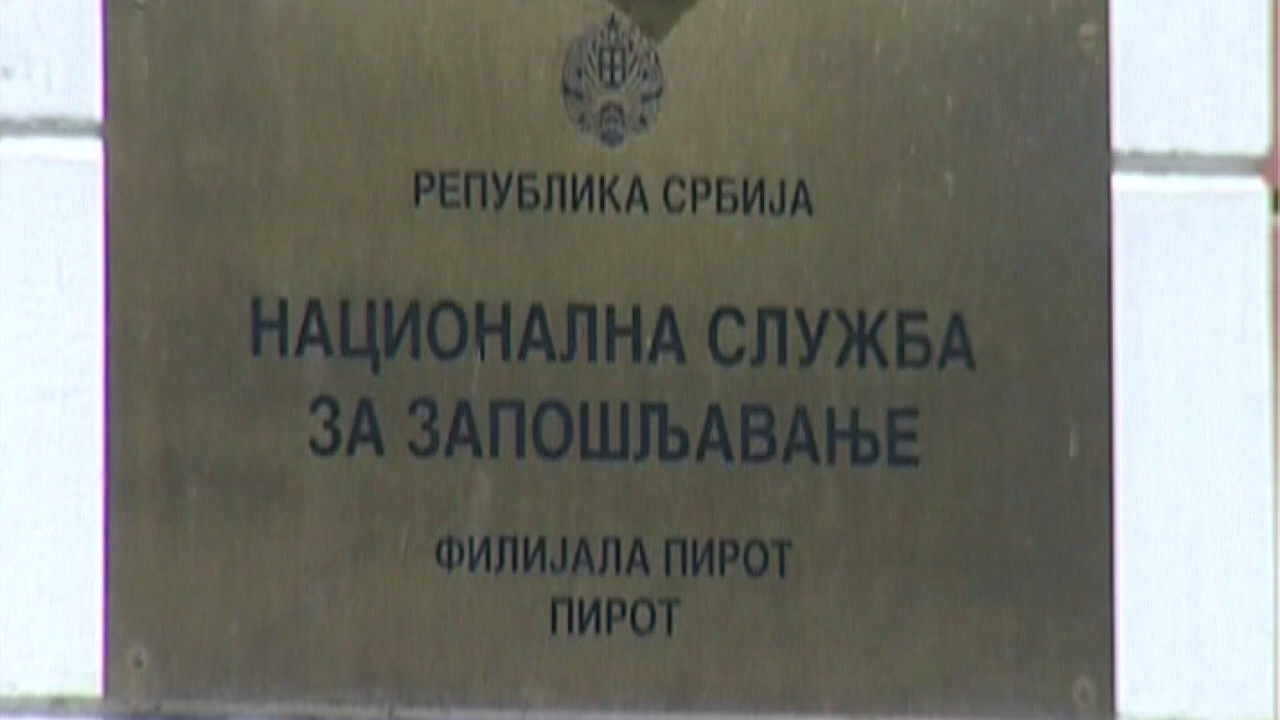 РЕПУБЛИКА СРБИЈА
НАЦИОНАЛНА СЛУЖБА
ЗА ЗАПОШЉАВАЊЕ
ФИЛИЈАЛА ПИРОТ
ПИРОТ